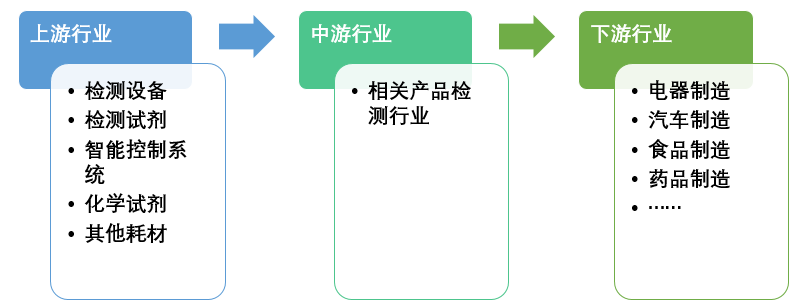 上游行业
• 检测设备
• 检测试剂
• 智能控制系
统
• 化学试剂
• 其他耗材
中游行业
• 相关产品检
测行业
下游行业
• 电器制造
• 汽车制造
• 食品制造
• 药品制造
• ……